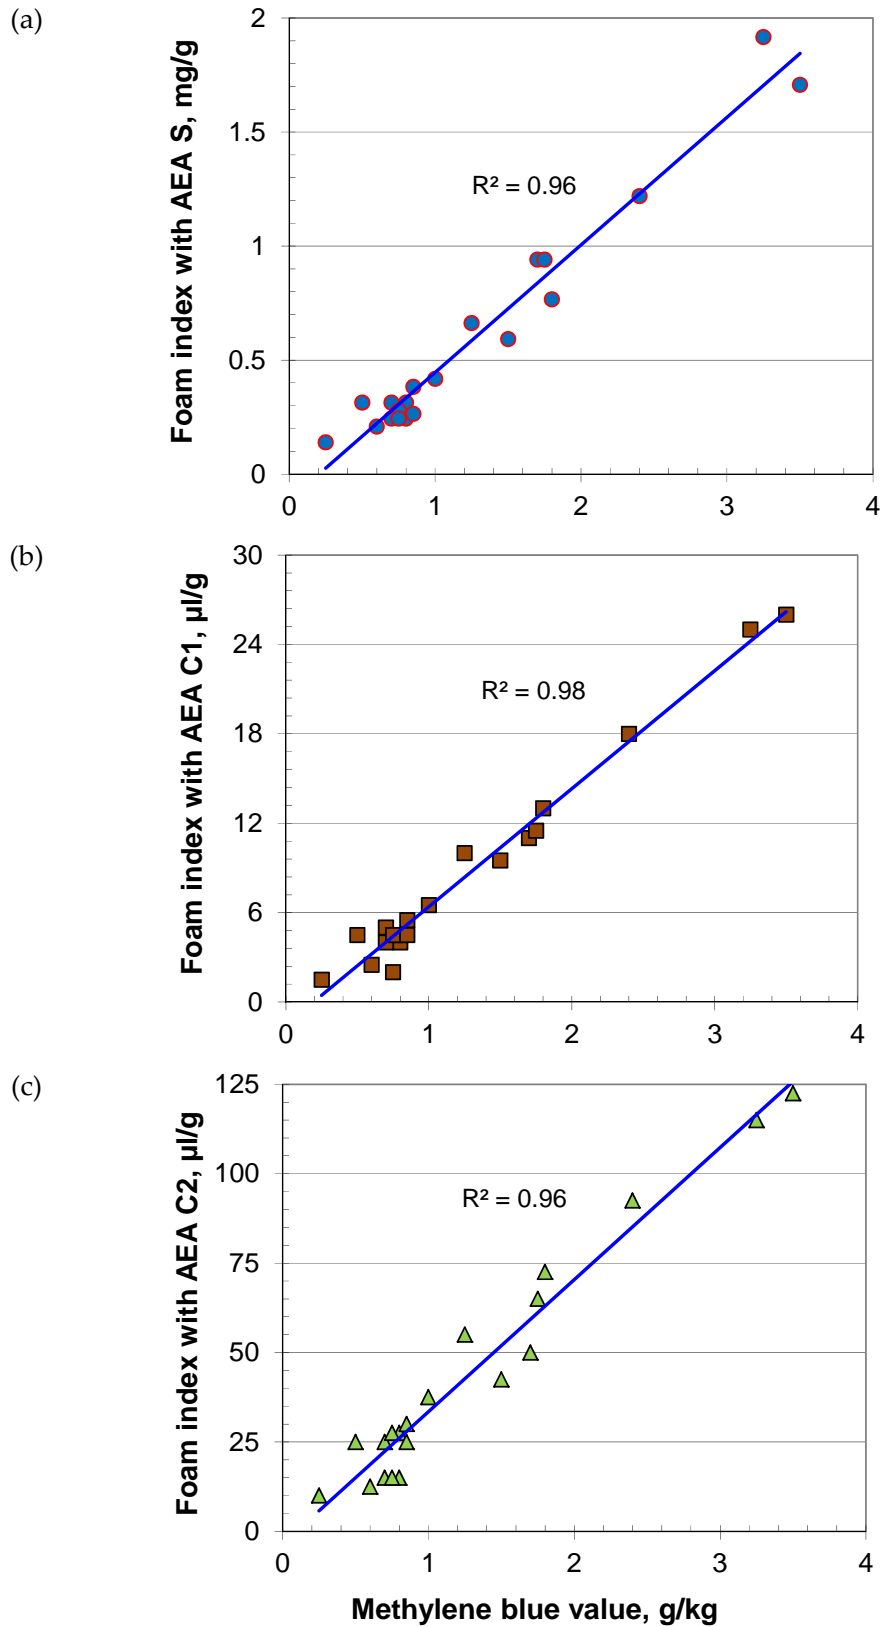 (a)
Foam index with AEA S, mg/g
2
1.5
1
0.5
0
R² = 0.96
0 1 2 3 4
(b)
Foam index with AEA C1, µl/g
30
24
18
12
6
0
R² = 0.98
0 1 2 3 4
(c)
Foam index with AEA C2, µl/g
125
100
75
50
25
0
R² = 0.96
0 1 2 3 4
Methylene blue value, g/kg